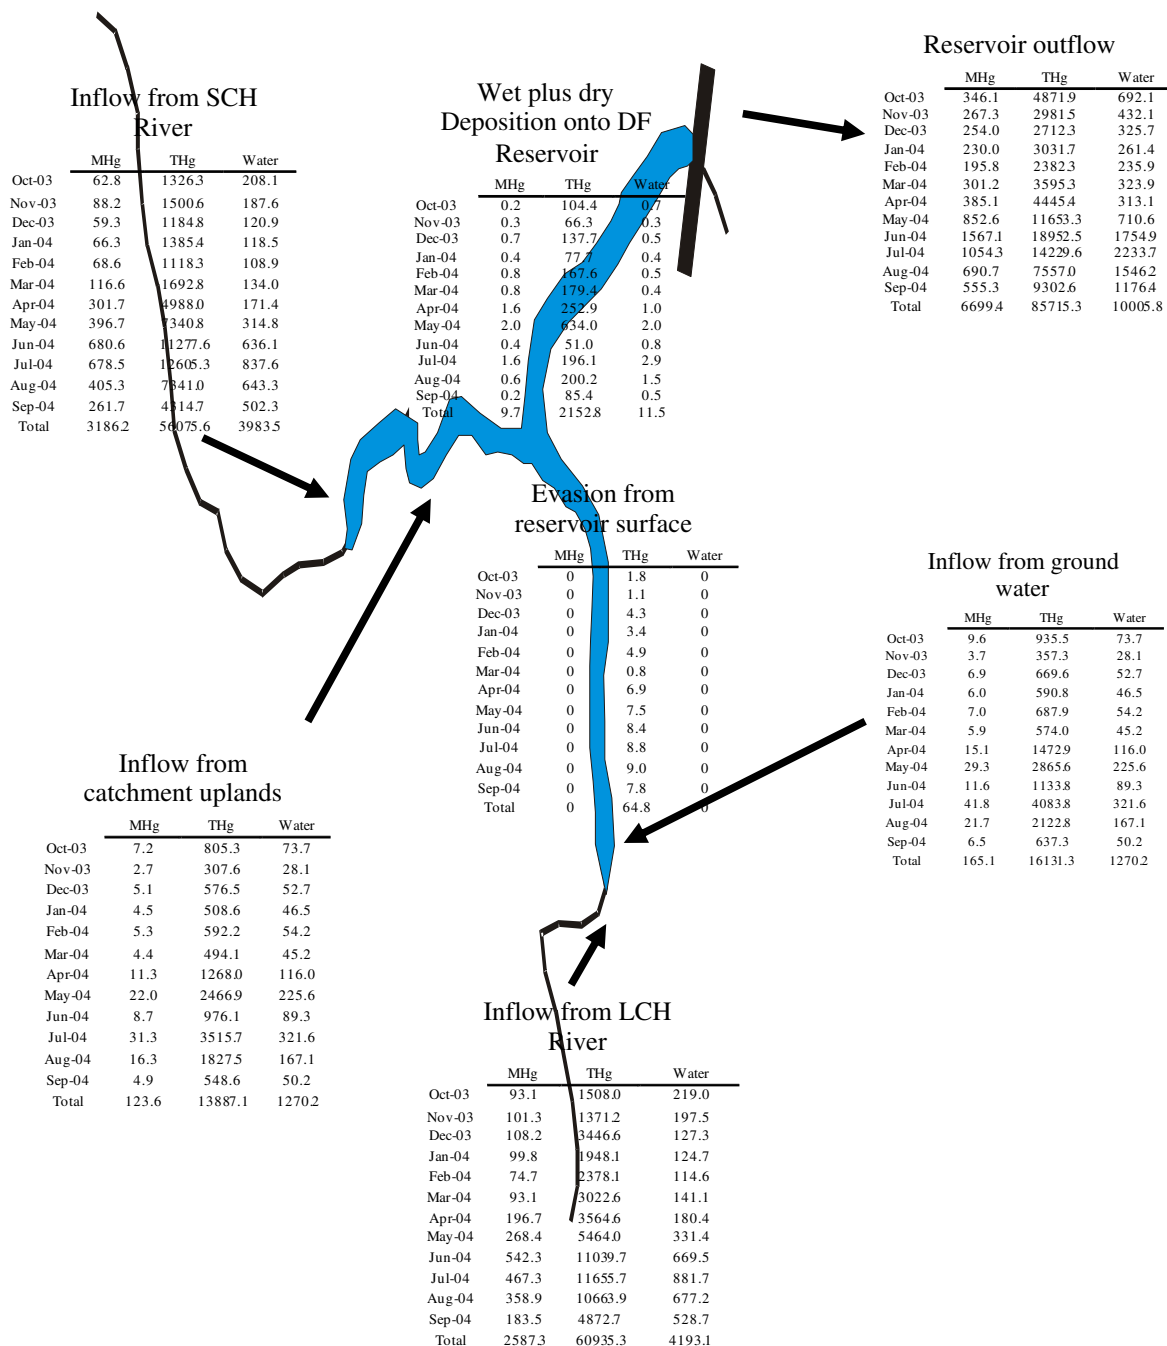 Reservoir outflow
MHg THg Water
Oct-03 346.1 4871.9 692.1
Nov-03 267.3 2981.5 432.1
Dec-03 254.0 2712.3 325.7
Jan-04 230.0 3031.7 261.4
Feb-04 195.8 2382.3 235.9
Mar-04 301.2 3595.3 323.9
Apr-04 385.1 4445.4 313.1
May-04 852.6 11653.3 710.6
Jun-04 1567.1 18952.5 1754.9
Jul-04 1054.3 14229.6 2233.7
Aug-04 690.7 7557.0 1546.2
Sep-04 555.3 9302.6 1176.4
Total 6699.4 85715.3 10005.8
Inflow from SCH
River
MHg THg Water
Oct-03 62.8 1326.3 208.1
Nov-03 88.2 1500.6 187.6
Dec-03 59.3 1184.8 120.9
Jan-04 66.3 1385.4 118.5
Feb-04 68.6 1118.3 108.9
Mar-04 116.6 1692.8 134.0
Apr-04 301.7 4988.0 171.4
May-04 396.7 7340.8 314.8
Jun-04 680.6 11277.6 636.1
Jul-04 678.5 12605.3 837.6
Aug-04 405.3 7341.0 643.3
Sep-04 261.7 4314.7 502.3
Total 3186.2 56075.6 3983.5
Wet plus dry
Deposition onto DF
Reservoir
MHg THg Water
Oct-03 0.2 104.4 0.7
Nov-03 0.3 66.3 0.3
Dec-03 0.7 137.7 0.5
Jan-04 0.4 77.7 0.4
Feb-04 0.8 167.6 0.5
Mar-04 0.8 179.4 0.4
Apr-04 1.6 252.9 1.0
May-04 2.0 634.0 2.0
Jun-04 0.4 51.0 0.8
Jul-04 1.6 196.1 2.9
Aug-04 0.6 200.2 1.5
Sep-04 0.2 85.4 0.5
Total 9.7 2152.8 11.5
Evasion from
reservoir surface
MHg THg Water
Oct-03 0 1.8 0
Nov-03 0 1.1 0
Dec-03 0 4.3 0
Jan-04 0 3.4 0
Feb-04 0 4.9 0
Mar-04 0 0.8 0
Apr-04 0 6.9 0
May-04 0 7.5 0
Jun-04 0 8.4 0
Jul-04 0 8.8 0
Aug-04 0 9.0 0
Sep-04 0 7.8 0
Total 0 64.8 0
Inflow from ground
water
MHg THg Water
Oct-03 9.6 935.5 73.7
Nov-03 3.7 357.3 28.1
Dec-03 6.9 669.6 52.7
Jan-04 6.0 590.8 46.5
Feb-04 7.0 687.9 54.2
Mar-04 5.9 574.0 45.2
Apr-04 15.1 1472.9 116.0
May-04 29.3 2865.6 225.6
Jun-04 11.6 1133.8 89.3
Jul-04 41.8 4083.8 321.6
Aug-04 21.7 2122.8 167.1
Sep-04 6.5 637.3 50.2
Total 165.1 16131.3 1270.2
Inflow from
catchment uplands
MHg THg Water
Oct-03 7.2 805.3 73.7
Nov-03 2.7 307.6 28.1
Dec-03 5.1 576.5 52.7
Jan-04 4.5 508.6 46.5
Feb-04 5.3 592.2 54.2
Mar-04 4.4 494.1 45.2
Apr-04 11.3 1268.0 116.0
May-04 22.0 2466.9 225.6
Jun-04 8.7 976.1 89.3
Jul-04 31.3 3515.7 321.6
Aug-04 16.3 1827.5 167.1
Sep-04 4.9 548.6 50.2
Total 123.6 13887.1 1270.2
Inflow from LCH
River
MHg THg Water
Oct-03 93.1 1508.0 219.0
Nov-03 101.3 1371.2 197.5
Dec-03 108.2 3446.6 127.3
Jan-04 99.8 1948.1 124.7
Feb-04 74.7 2378.1 114.6
Mar-04 93.1 3022.6 141.1
Apr-04 196.7 3564.6 180.4
May-04 268.4 5464.0 331.4
Jun-04 542.3 11039.7 669.5
Jul-04 467.3 11655.7 881.7
Aug-04 358.9 10663.9 677.2
Sep-04 183.5 4872.7 528.7
Total 2587.3 60935.3 4193.1